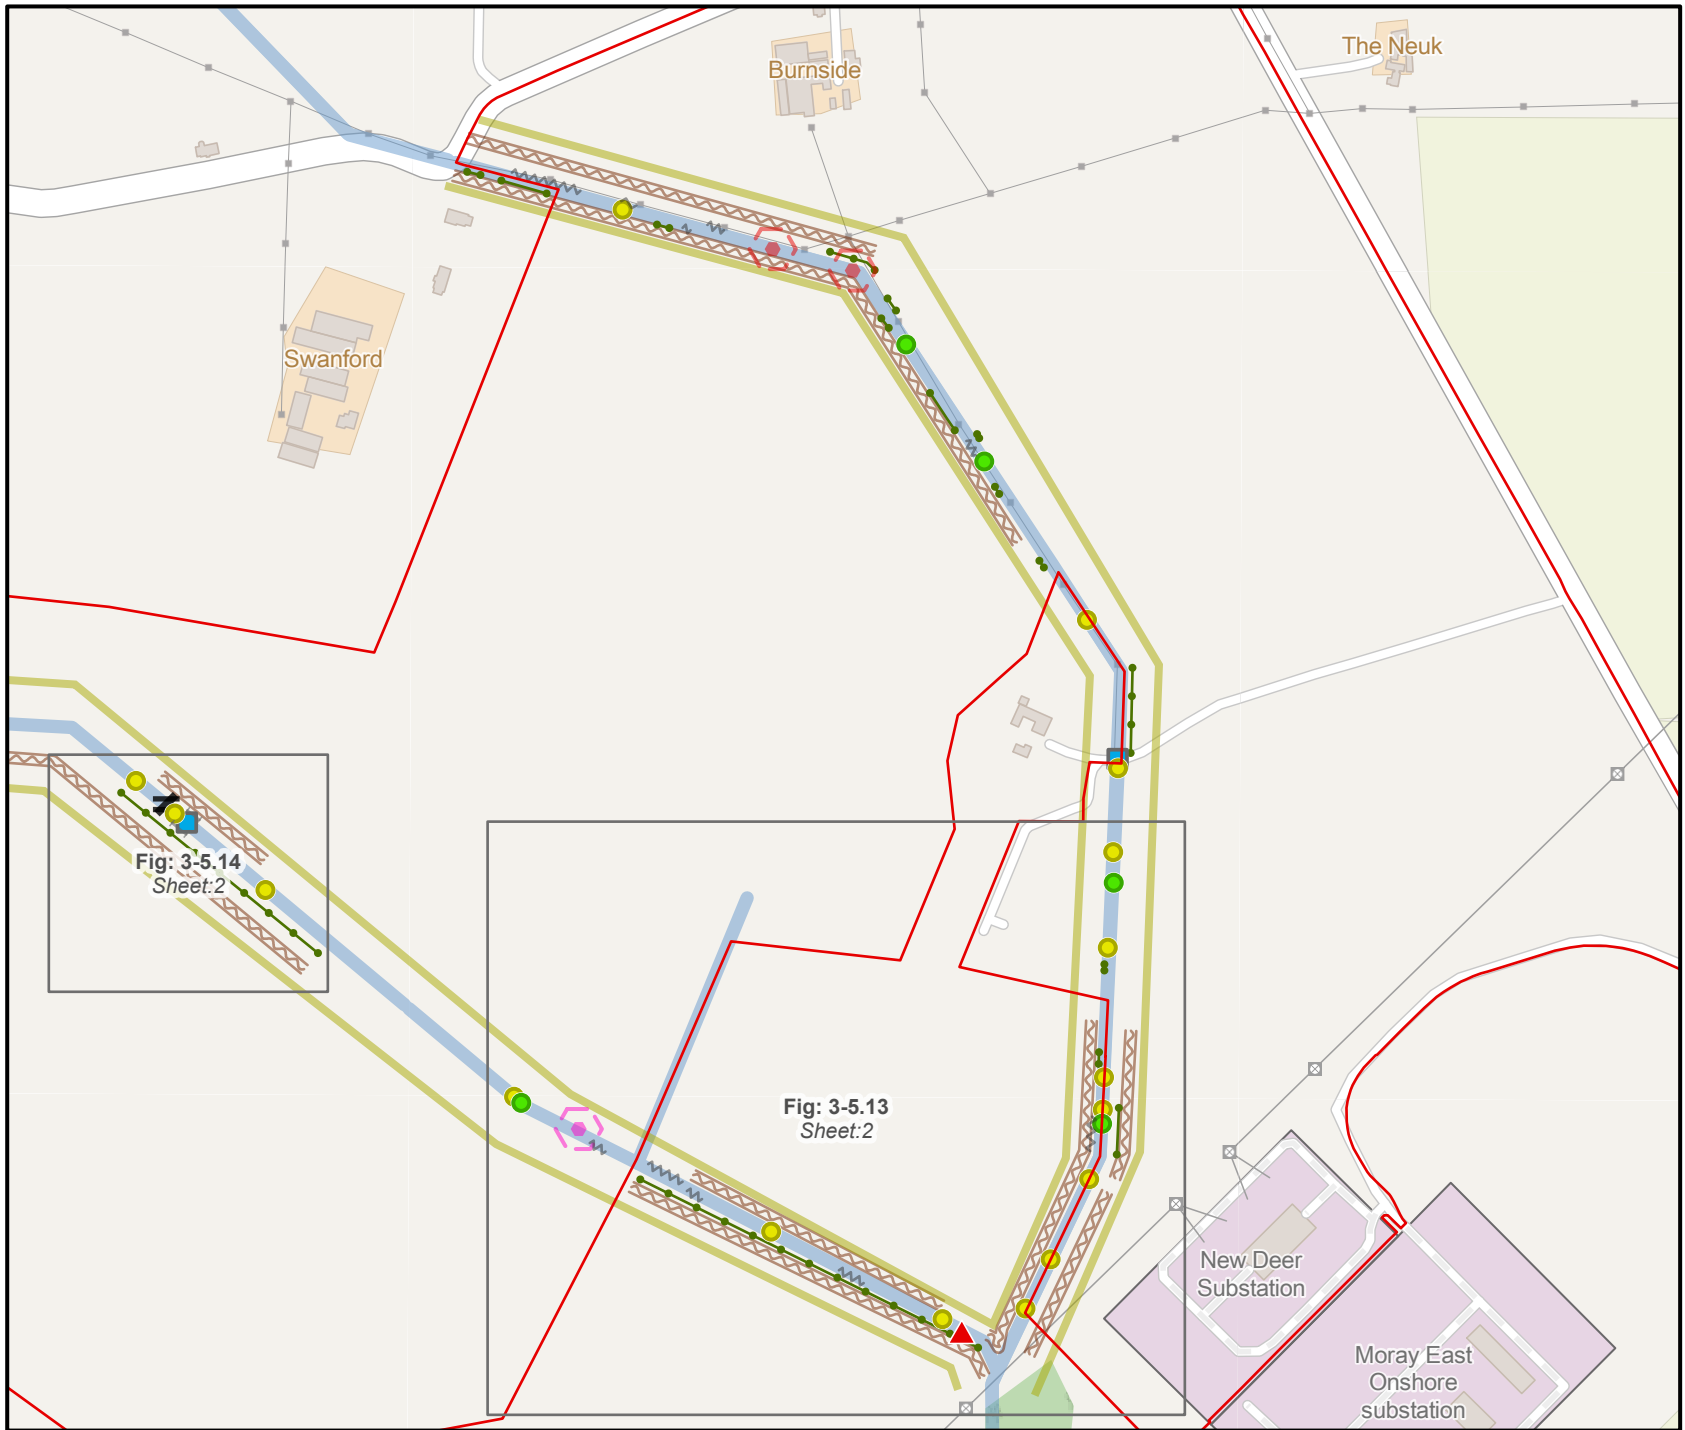 The Neuk
Burnside
Swanford
Fig: 3-5.14
Sheet:2
Fig: 3-5.13
Sheet:2
New Deer
Substation
Moray East
Onshore
substation